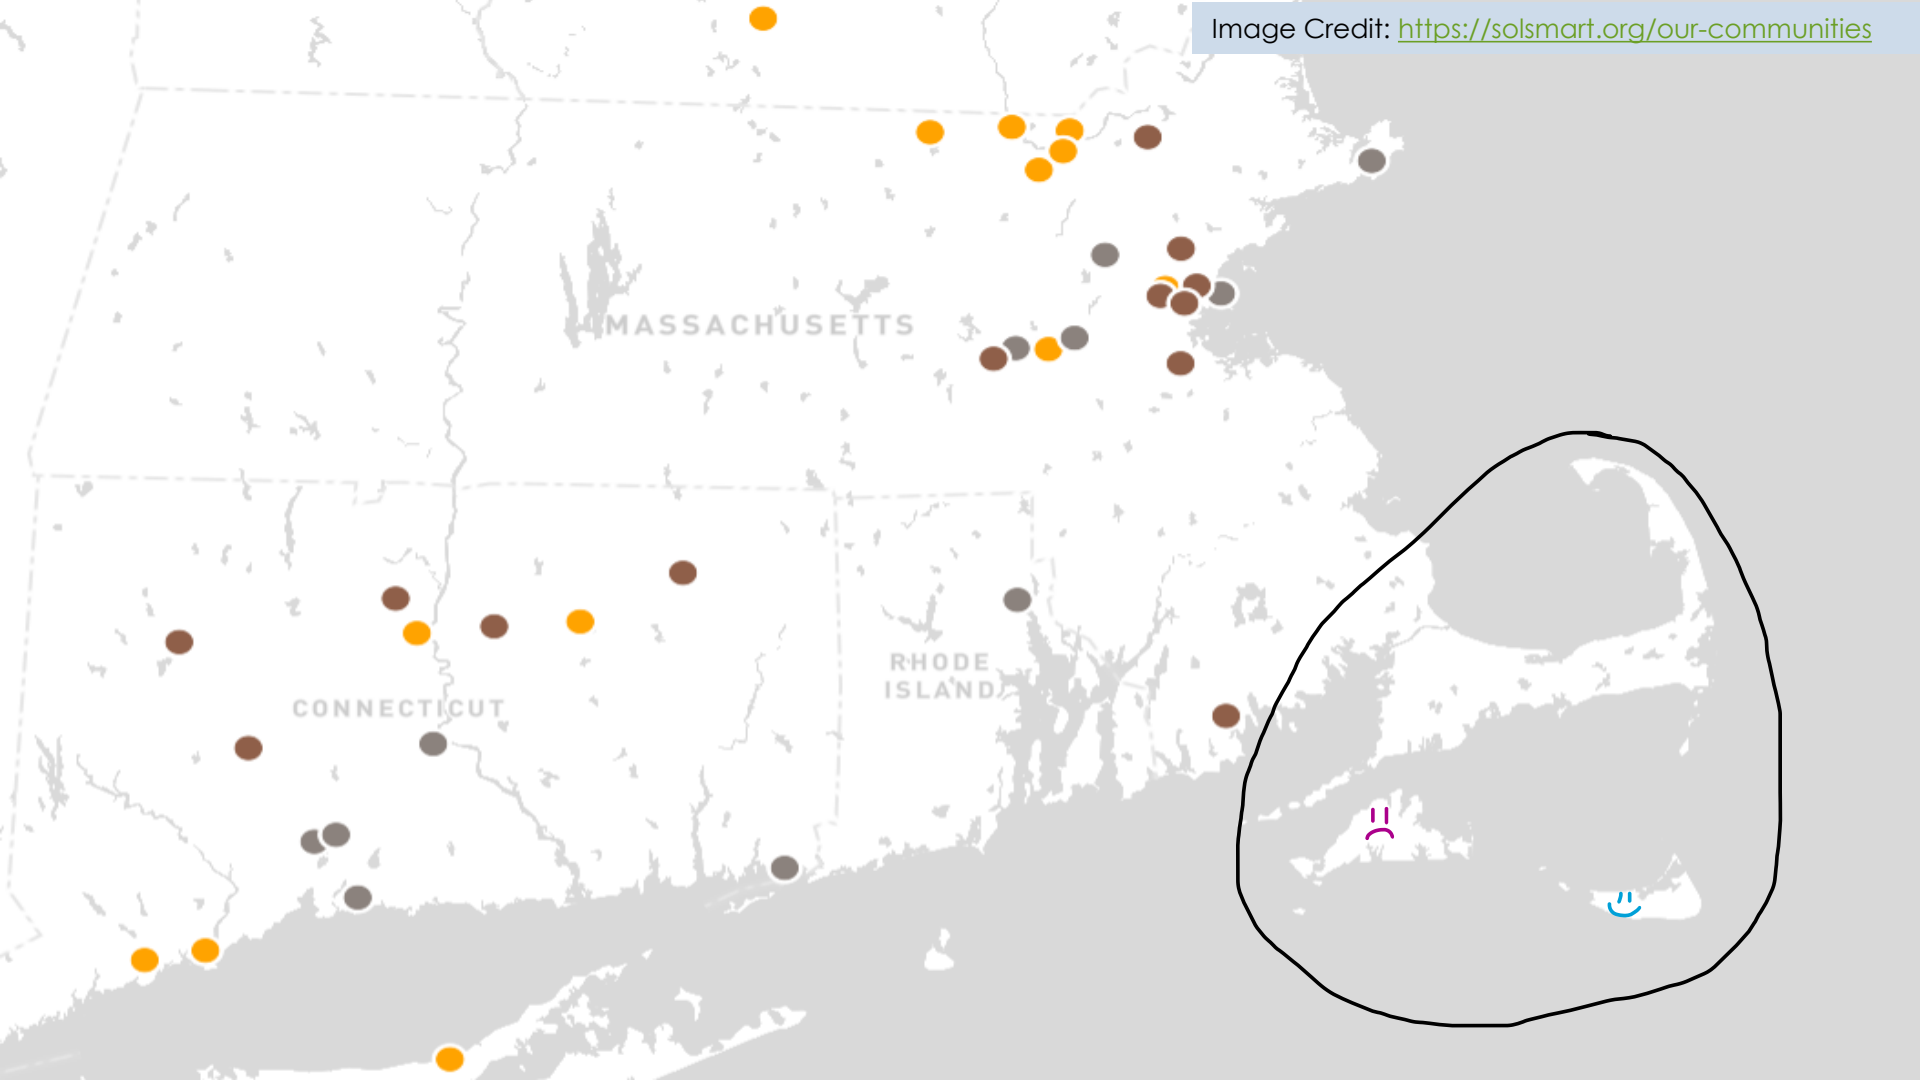 Image Credit: https://solsmart.org/our-communities
MASSACHUSETTS
RHODE
ISLAND
CONNECTICUT